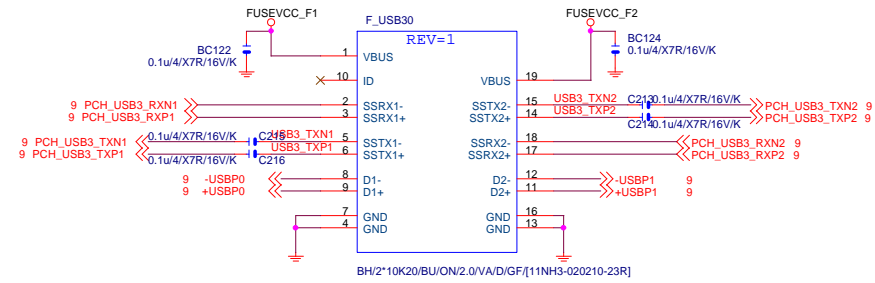 FUSEVCC_F1
FUSEVCC_F2
F_USB30
REV=1
BC122
0.1u/4/X7R/16V/K
BC124
0.1u/4/X7R/16V/K
1 VBUS
10 ID
VBUS 19
9 PCH_USB3_RXN1 2 SSRX1-
9 PCH_USB3_RXP1 3 SSRX1+
SSTX2- 15 USB3_TXN2 C213 0.1u/4/X7R/16V/K PCH_USB3_TXN2 9
SSTX2+ 14 USB3_TXP2 C214 0.1u/4/X7R/16V/K PCH_USB3_TXP2 9
9 PCH_USB3_TXN1 0.1u/4/X7R/16V/K C215 USB3_TXN1 5 SSTX1-
9 PCH_USB3_TXP1 0.1u/4/X7R/16V/K C216 USB3_TXP1 6 SSTX1+
SSRX2- 18 PCH_USB3_RXN2 9
SSRX2+ 17 PCH_USB3_RXP2 9
9 -USBP0 8 D1-
9 +USBP0 9 D1+
D2- 12 -USBP1 9
D2+ 11 +USBP1 9
7 GND
4 GND
GND 16
GND 13
BH/2*10K20/BU/ON/2.0/VA/D/GF/[11NH3-020210-23R]